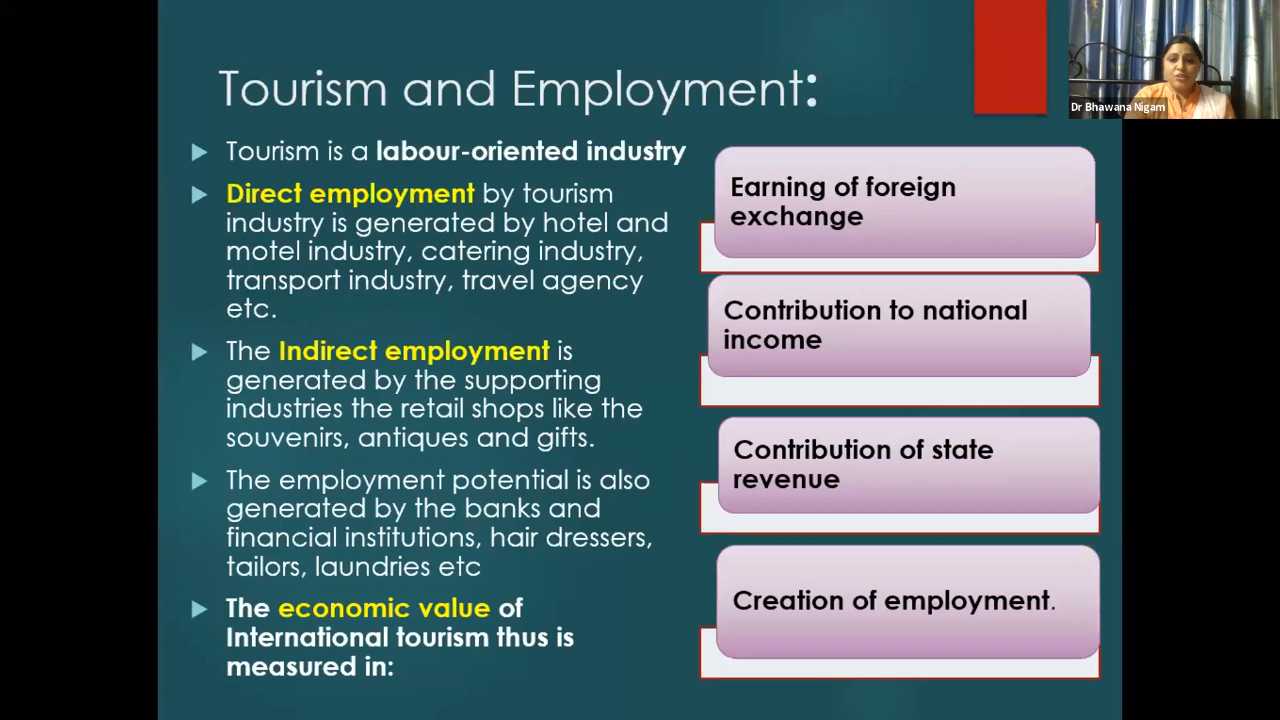 Tourism and Employment:
Tourism is a labour-oriented industry
Direct employment by tourism
industry is generated by hotel and
motel industry, catering industry,
transport industry, travel agency
etc.
The Indirect employment is
generated by the supporting
industries the retail shops like the
souvenirs, antiques and gifts.
The employment potential is also
generated by the banks and
financial institutions, hair dressers,
tailors, laundries etc
The economic value of
International tourism thus is
measured in:
Earning of foreign
exchange
Contribution to national
income
Contribution of state
revenue
Creation of employment.
Dr Bhawana Nigam